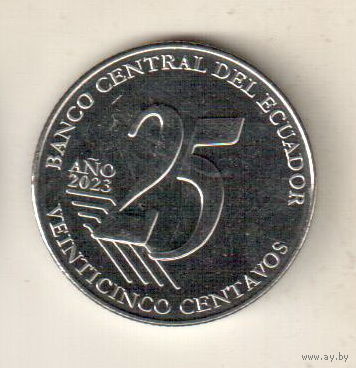 BANCO CENTRAL DEL ECUADOR
AÑO
2023
25
VEINTICINCO CENTAVOS
www.ay.by